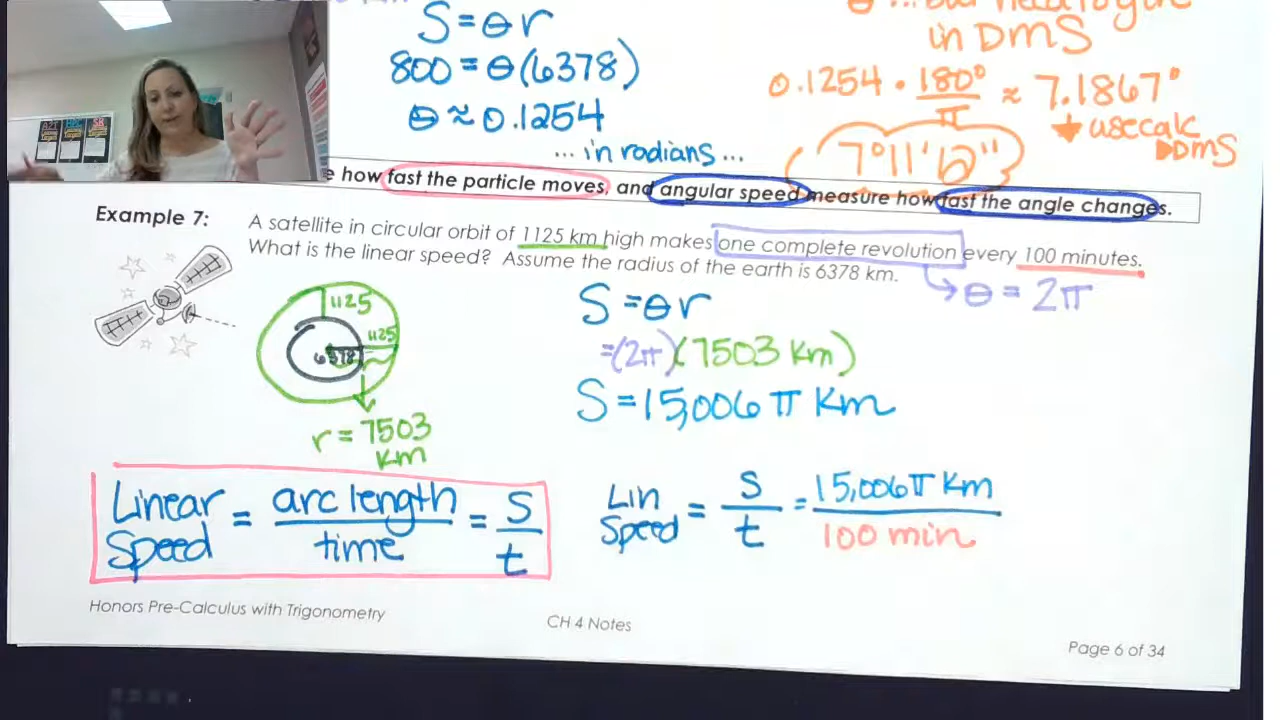 S = θr
800 = θ(6378)
θ ≈ 0.1254
... in radians ...
in DMS
0.1254 · 180° / π ≈ 7.1867°
use calc
▶DMS
7° 11' 12"
e how fast the particle moves, and angular speed measure how fast the angle changes.
Example 7:
A satellite in circular orbit of 1125 km high makes one complete revolution every 100 minutes.
What is the linear speed? Assume the radius of the earth is 6378 km.
θ = 2π
1125
1125
6378
r = 7503
km
S = θr
= (2π)(7503 km)
S = 15,006 π Km
Linear Speed = arc length / time = S / t
Lin Speed = S / t = 15,006 π Km / 100 min
Honors Pre-Calculus with Trigonometry
CH 4 Notes
Page 6 of 34